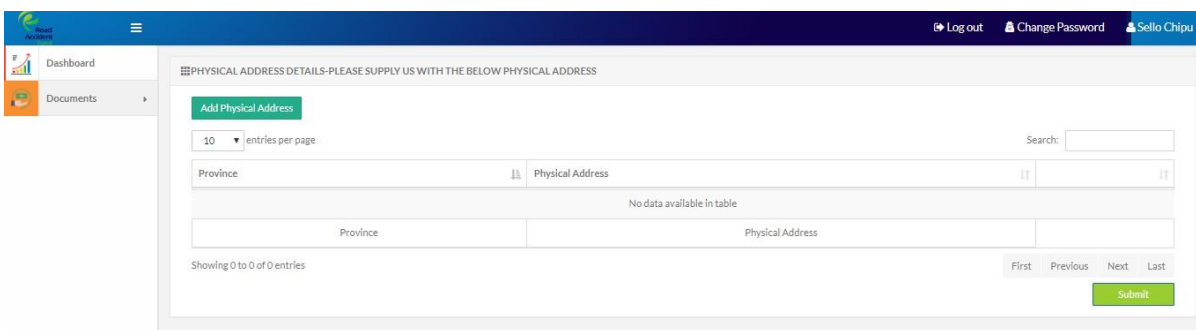 Road
Accident
Log out Change Password Sello Chipu
Dashboard
PHYSICAL ADDRESS DETAILS-PLEASE SUPPLY US WITH THE BELOW PHYSICAL ADDRESS
Documents
Add Physical Address
10 entries per page Search:
Province Physical Address
No data available in table
Province Physical Address
Showing 0 to 0 of 0 entries First Previous Next Last
Submit